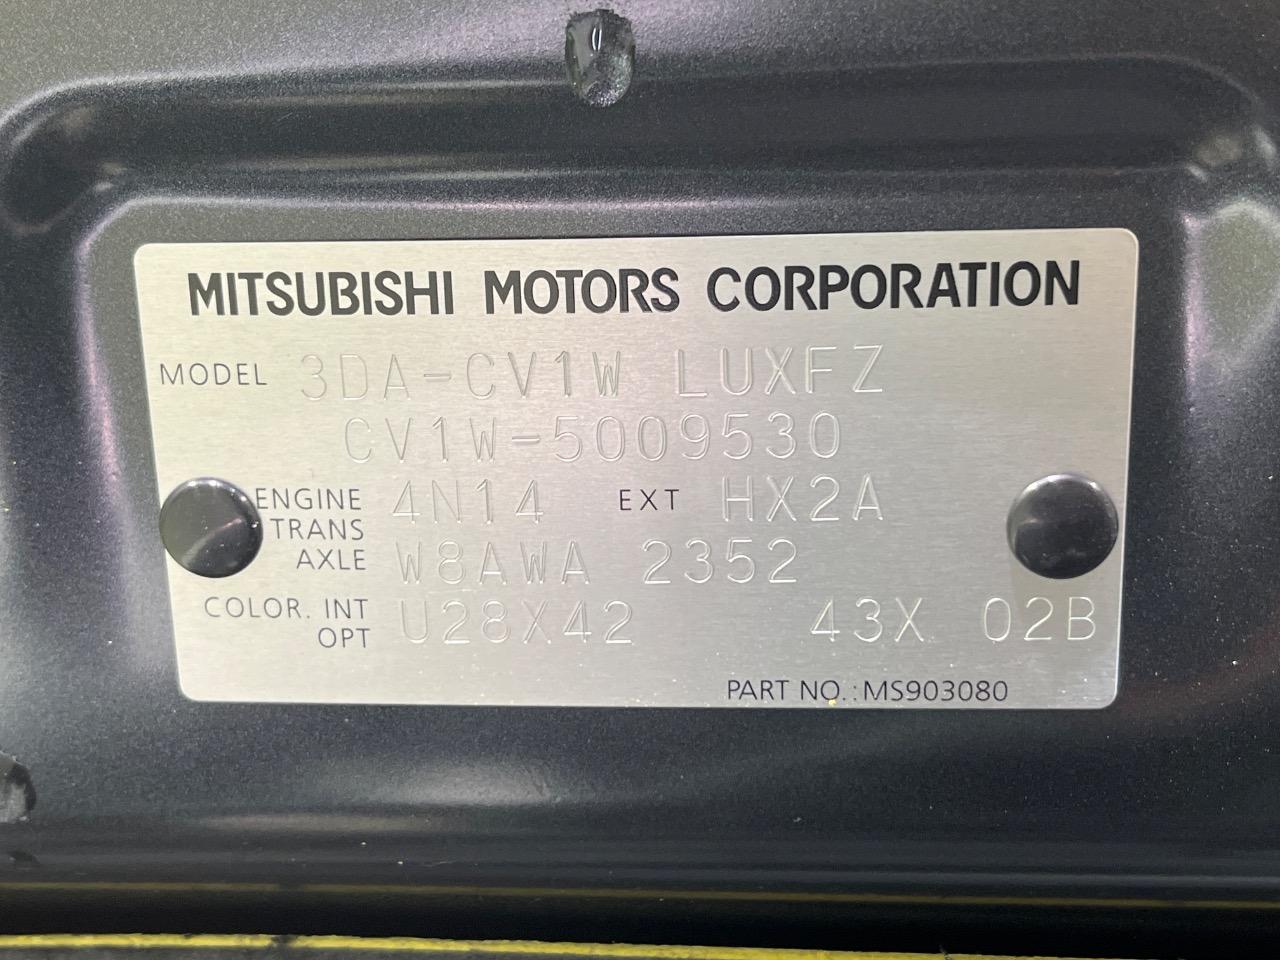 MITSUBISHI MOTORS CORPORATION
MODEL 3DA-CV1W LUXFZ
CV1W-5009530
ENGINE 4N14 EXT HX2A
TRANS
AXLE W8AWA 2352
COLOR. INT
OPT U28X42 43X 02B
PART NO.:MS903080